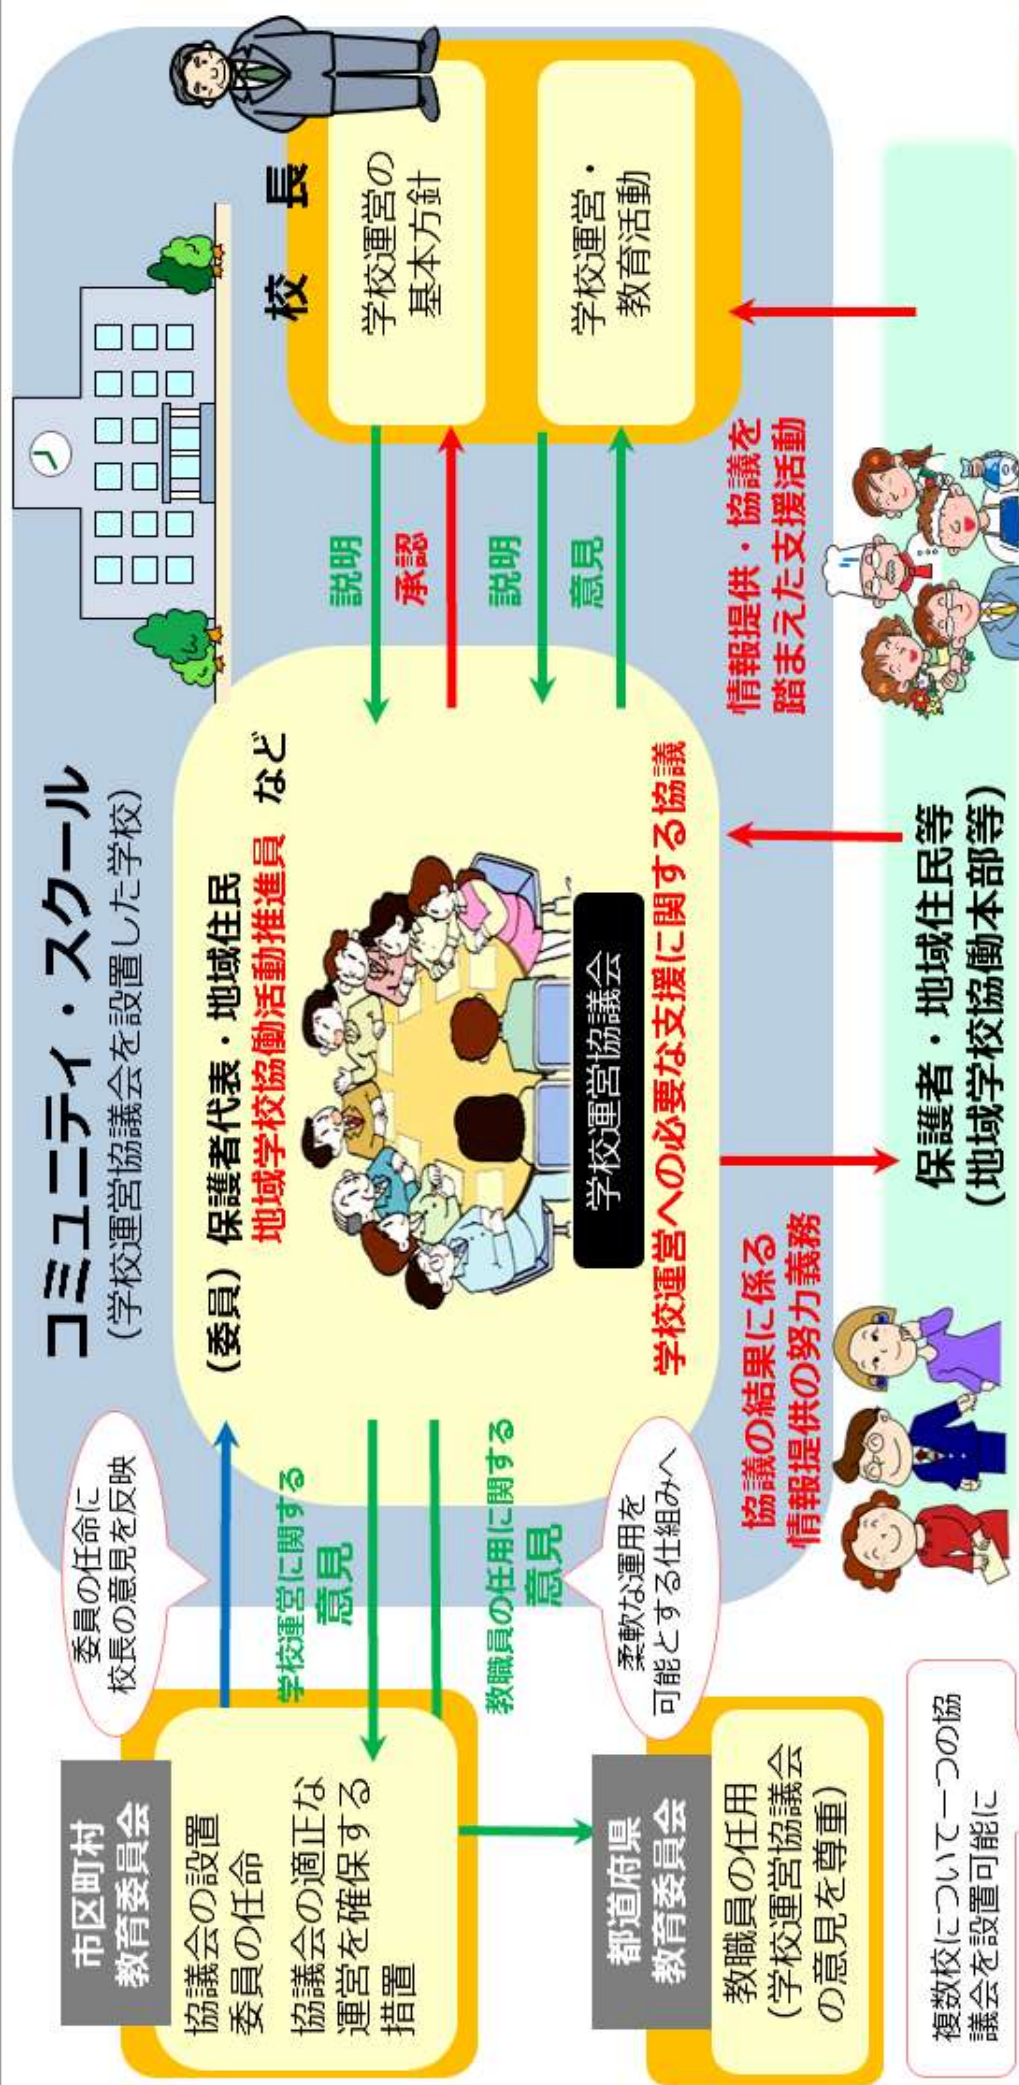 コミュニティ・スクール
(学校運営協議会を設置した学校)
市区町村
教育委員会
協議会の設置
委員の任命
協議会の適正な
運営を確保する
措置
委員の任命に
校長の意見を反映
学校運営に関する
意見
教職員の任用に関する
意見
柔軟な運用を
可能とする仕組みへ
都道府県
教育委員会
教職員の任用
(学校運営協議会
の意見を尊重)
複数校について一つの協
議会を設置可能に
(委員) 保護者代表・地域住民
地域学校協働活動推進員 など
学校運営協議会
学校運営への必要な支援に関する協議
説明
承認
説明
意見
校 長
学校運営の
基本方針
学校運営・
教育活動
協議の結果に係る
情報提供の努力義務
情報提供・協議を
踏まえた支援活動
保護者・地域住民等
(地域学校協働本部等)